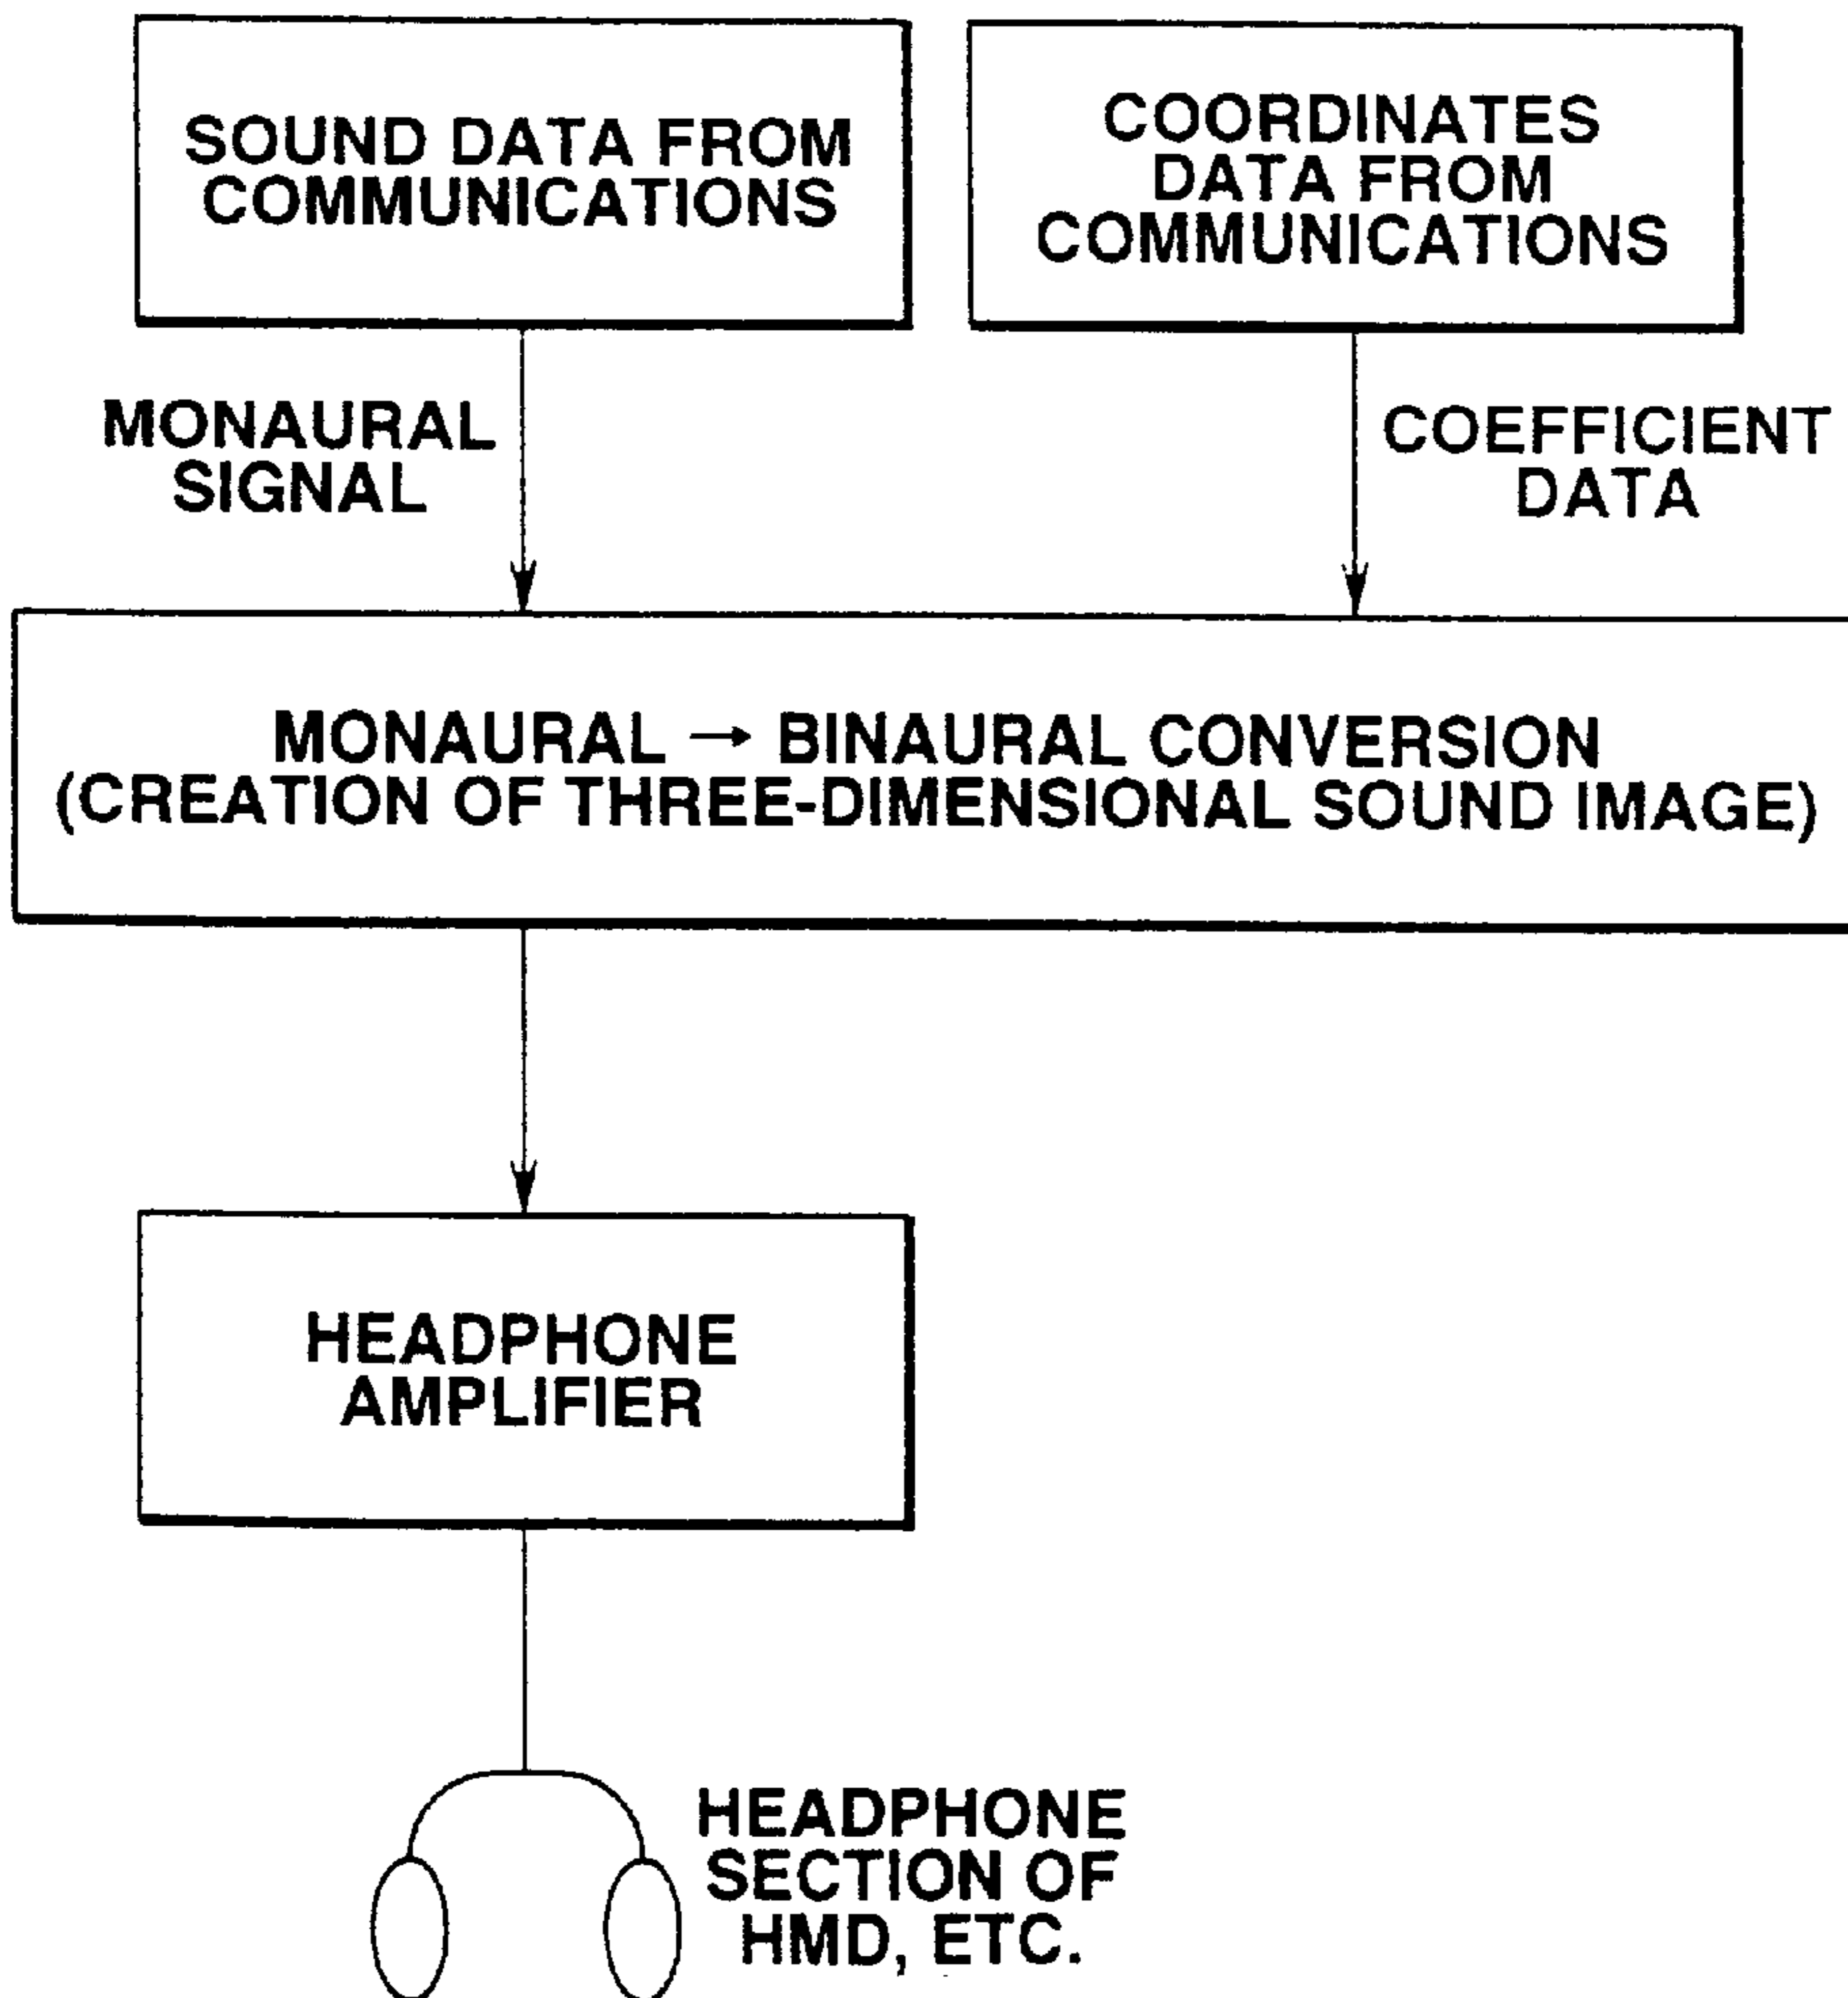 SOUND DATA FROM
COMMUNICATIONS
COORDINATES
DATA FROM
COMMUNICATIONS
MONAURAL
SIGNAL
COEFFICIENT
DATA
MONAURAL → BINAURAL CONVERSION
(CREATION OF THREE-DIMENSIONAL SOUND IMAGE)
HEADPHONE
AMPLIFIER
HEADPHONE
SECTION OF
HMD, ETC.